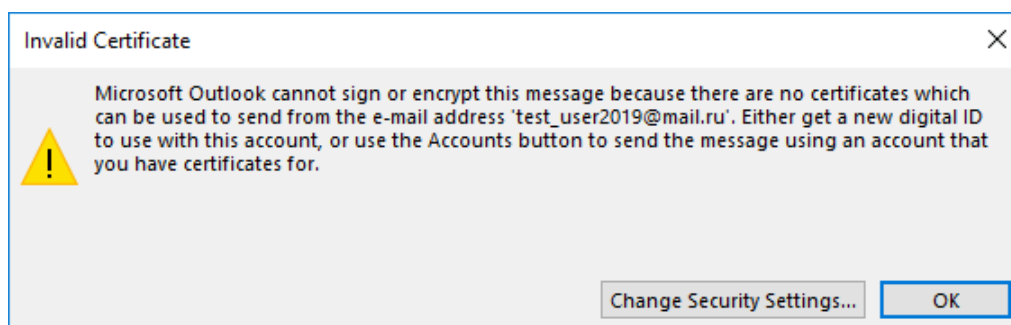 Invalid Certificate
Microsoft Outlook cannot sign or encrypt this message because there are no certificates which
can be used to send from the e-mail address 'test_user2019@mail.ru'. Either get a new digital ID
to use with this account, or use the Accounts button to send the message using an account that
you have certificates for.
Change Security Settings...
OK